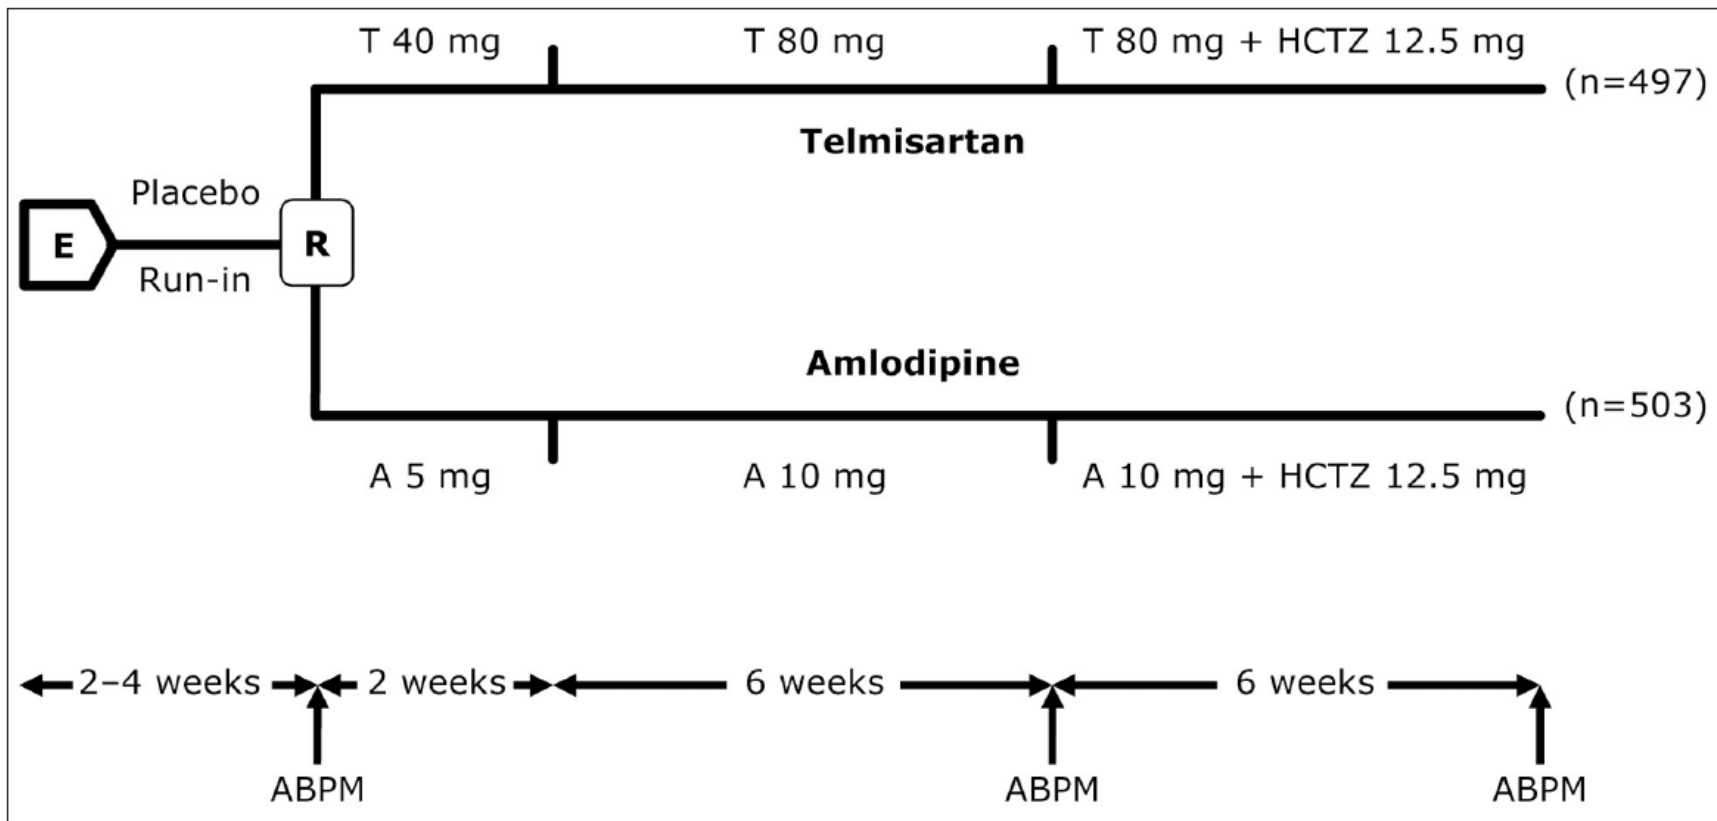 T 40 mg
T 80 mg
T 80 mg + HCTZ 12.5 mg
(n=497)
Telmisartan
Placebo
E
R
Run-in
Amlodipine
(n=503)
A 5 mg
A 10 mg
A 10 mg + HCTZ 12.5 mg
2–4 weeks
2 weeks
6 weeks
6 weeks
ABPM
ABPM
ABPM